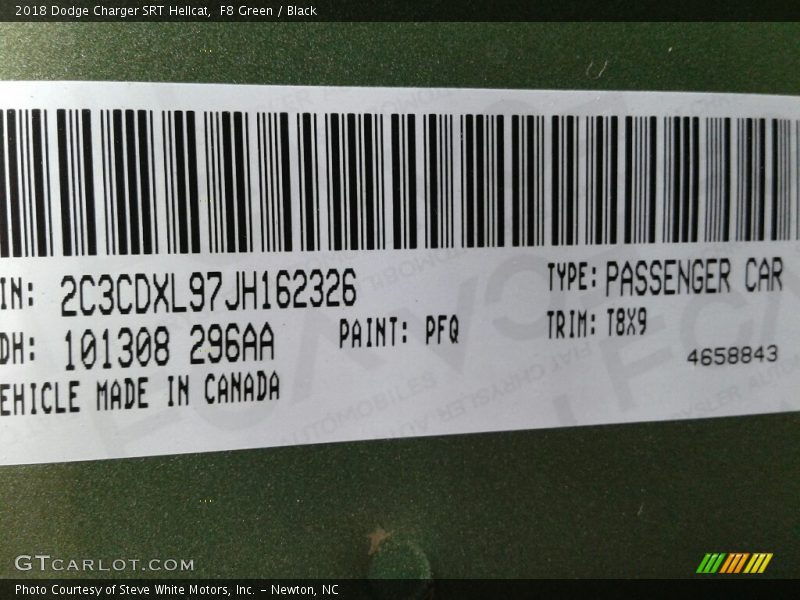 2018 Dodge Charger SRT Hellcat,  F8 Green / Black
IN: 2C3CDXL97JH162326 TYPE: PASSENGER CAR
DH: 101308 296AA PAINT: PFQ TRIM: T8X9
4658843
EHICLE MADE IN CANADA
GTCARLOT.COM
Photo Courtesy of Steve White Motors, Inc. – Newton, NC